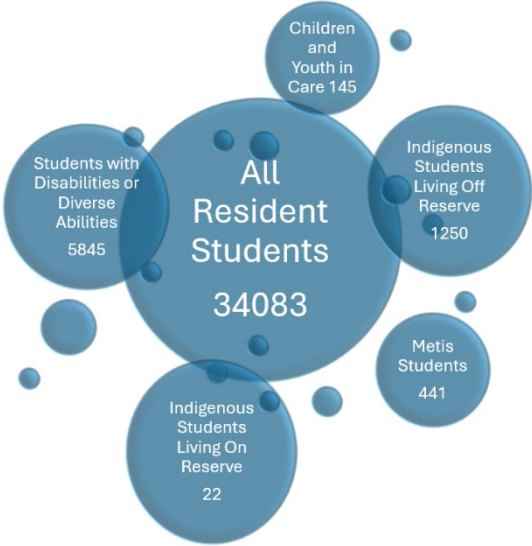 Children
and
Youth in
Care 145
Students with
Disabilities or
Diverse
Abilities
5845
All
Resident
Students
34083
Indigenous
Students
Living Off
Reserve
1250
Metis
Students
441
Indigenous
Students
Living On
Reserve
22